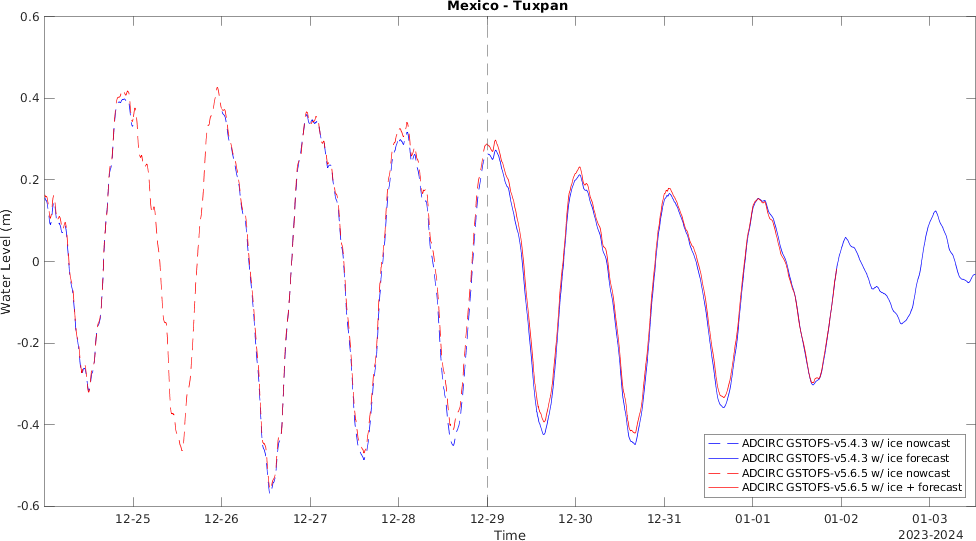 Mexico - Tuxpan
0.6
0.4
0.2
0
-0.2
-0.4
-0.6
Water Level (m)
ADCIRC GSTOFS-v5.4.3 w/ ice nowcast
ADCIRC GSTOFS-v5.4.3 w/ ice forecast
ADCIRC GSTOFS-v5.6.5 w/ ice nowcast
ADCIRC GSTOFS-v5.6.5 w/ ice + forecast
12-25 12-26 12-27 12-28 12-29 12-30 12-31 01-01 01-02 01-03
Time
2023-2024